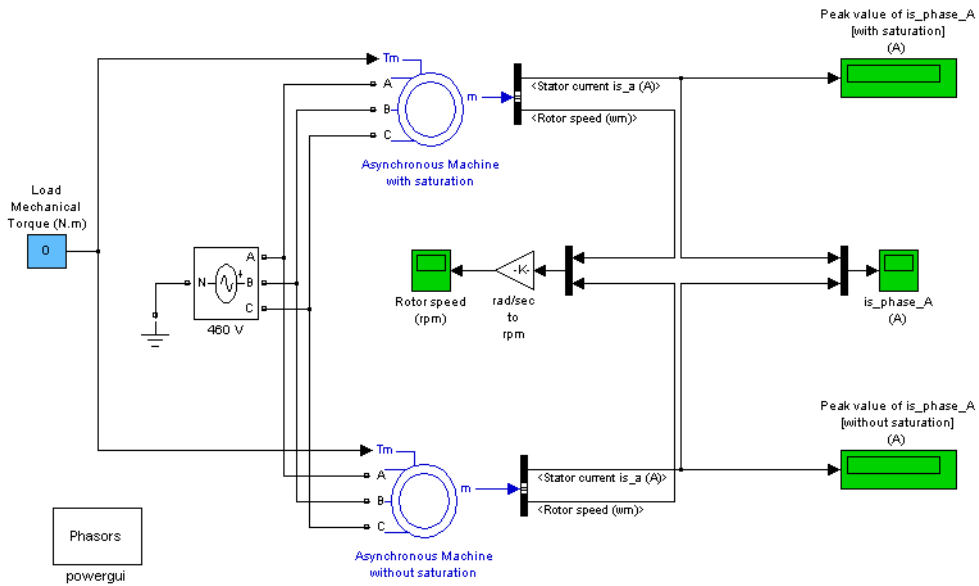 Peak value of is_phase_A
[with saturation]
(A)
Tm
A
B
C
m
<Stator current is_a (A)>
<Rotor speed (wm)>
Asynchronous Machine
with saturation
Load
Mechanical
Torque (N.m)
0
N
A
B
C
+
460 V
-K-
Rotor speed
(rpm)
rad/sec
to
rpm
is_phase_A
(A)
Peak value of is_phase_A
[without saturation]
(A)
Tm
A
B
C
m
<Stator current is_a (A)>
<Rotor speed (wm)>
Asynchronous Machine
without saturation
Phasors
powergui